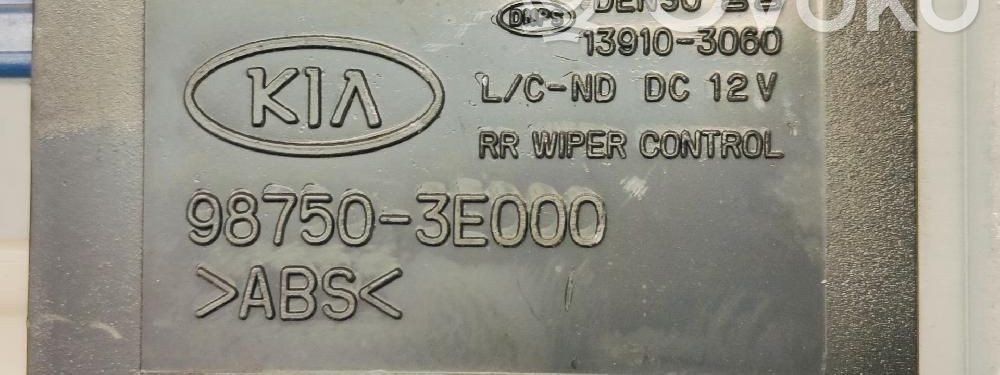 DENSO
13910-3060
L/C-ND DC 12V
KIA
RR WIPER CONTROL
98750-3E000
>ABS<